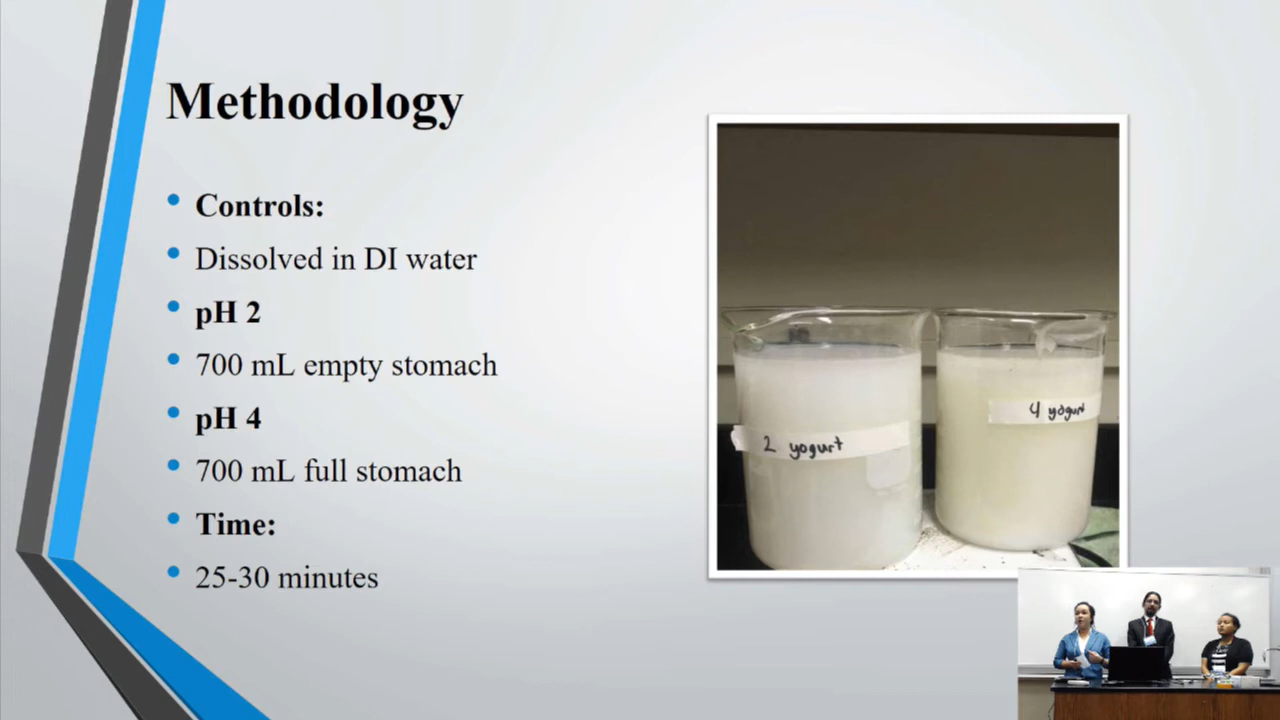 Methodology
Controls:
Dissolved in DI water
pH 2
700 mL empty stomach
pH 4
700 mL full stomach
Time:
25-30 minutes
2 yogurt
4 yogurt